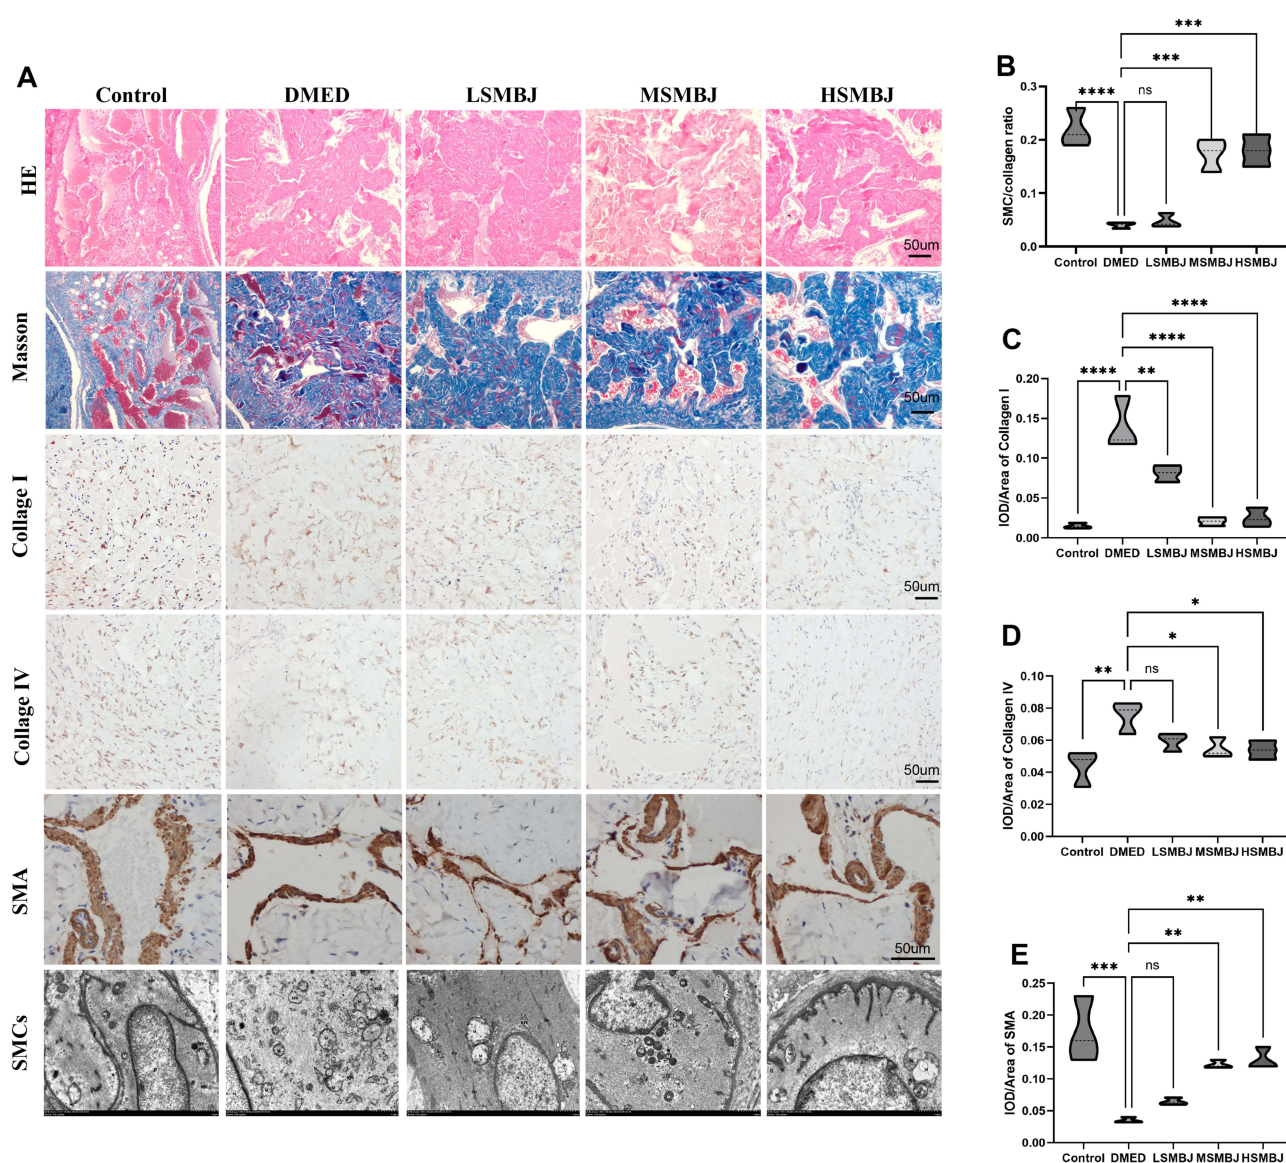 A
Control DMED LSMBJ MSMBJ HSMBJ
HE
50um
Masson
50um
Collage I
50um
Collage IV
50um
SMA
50um
SMCs
B
SMC/collagen ratio
*** 
***
**** ns
0.3
0.2
0.1
0.0
Control DMED LSMBJ MSMBJ HSMBJ
C
IOD/Area of Collagen I
****
****
**** **
0.20
0.15
0.10
0.05
0.00
Control DMED LSMBJ MSMBJ HSMBJ
D
IOD/Area of Collagen IV
*
*
** ns
0.10
0.08
0.06
0.04
0.02
0.00
Control DMED LSMBJ MSMBJ HSMBJ
E
IOD/Area of SMA
**
**
*** ns
0.25
0.20
0.15
0.10
0.05
0.00
Control DMED LSMBJ MSMBJ HSMBJ